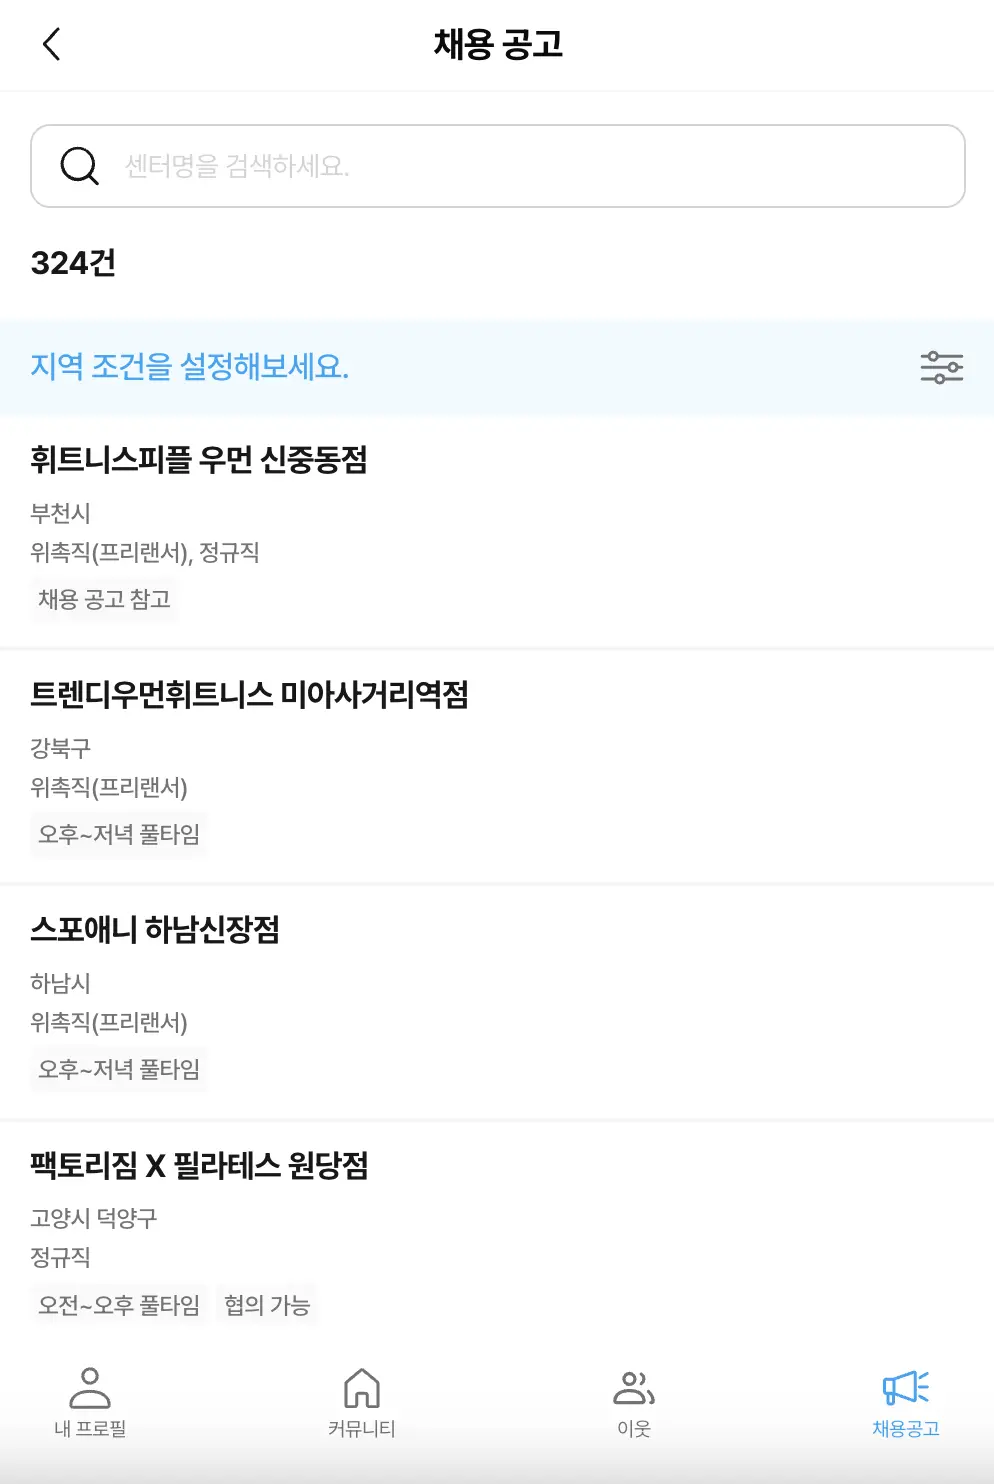 채용 공고
센터명을 검색하세요.
324건
지역 조건을 설정해보세요.
휘트니스피플 우먼 신중동점
부천시
위촉직(프리랜서), 정규직
채용 공고 참고
트렌디우먼휘트니스 미아사거리역점
강북구
위촉직(프리랜서)
오후~저녁 풀타임
스포애니 하남신장점
하남시
위촉직(프리랜서)
오후~저녁 풀타임
팩토리짐 X 필라테스 원당점
고양시 덕양구
정규직
오전~오후 풀타임 협의 가능
내 프로필 커뮤니티 이웃 채용공고